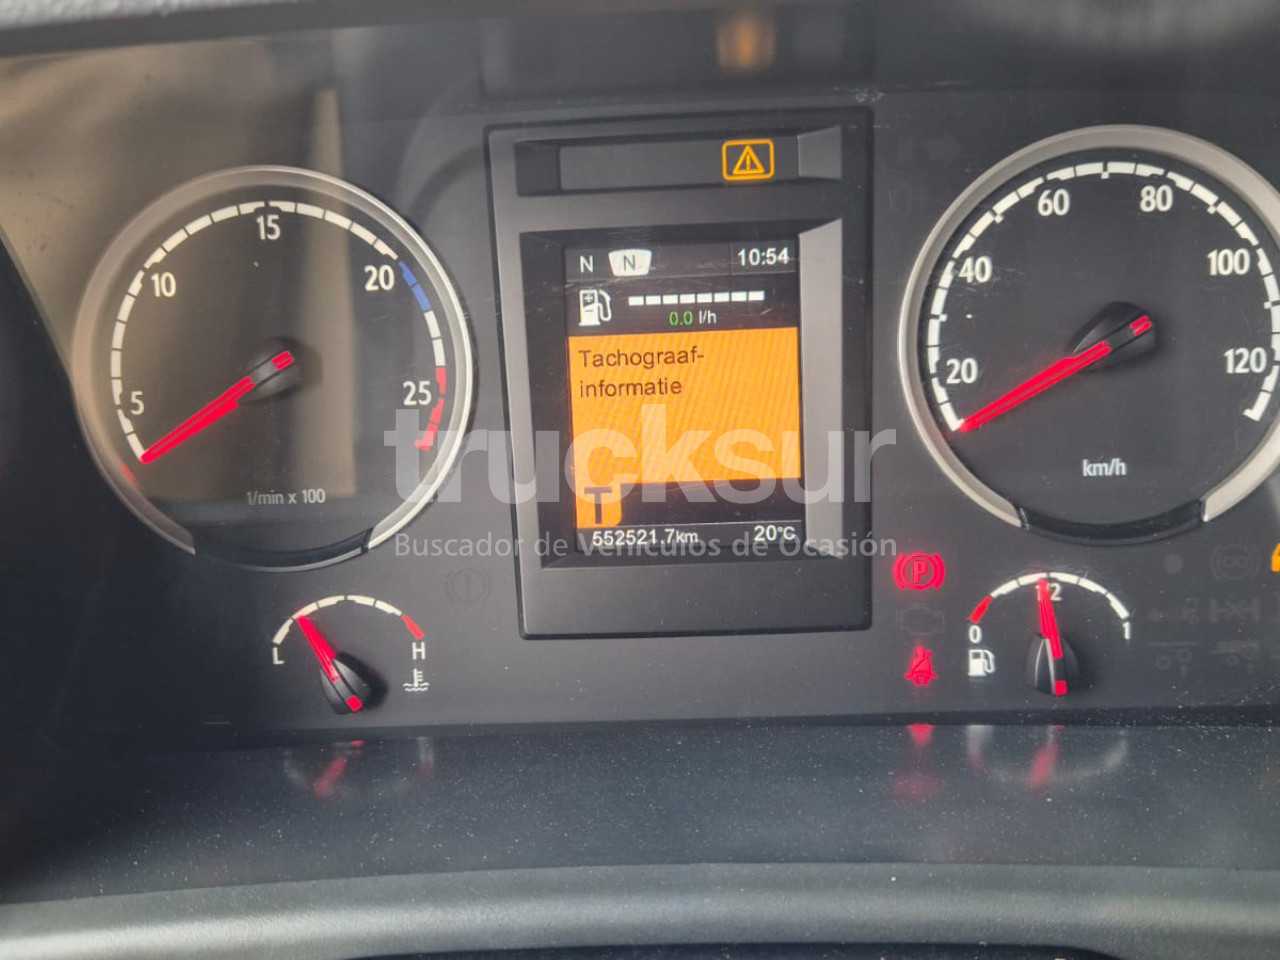 N N 10:54
0.0 l/h
Tachograaf-
informatie
T
552521,7km 20°C
5
10
15
20
25
1/min x 100
20
40
60
80
100
120
km/h
L H
P
0 1/2 1
trucksur
Buscador de Vehículos de Ocasión